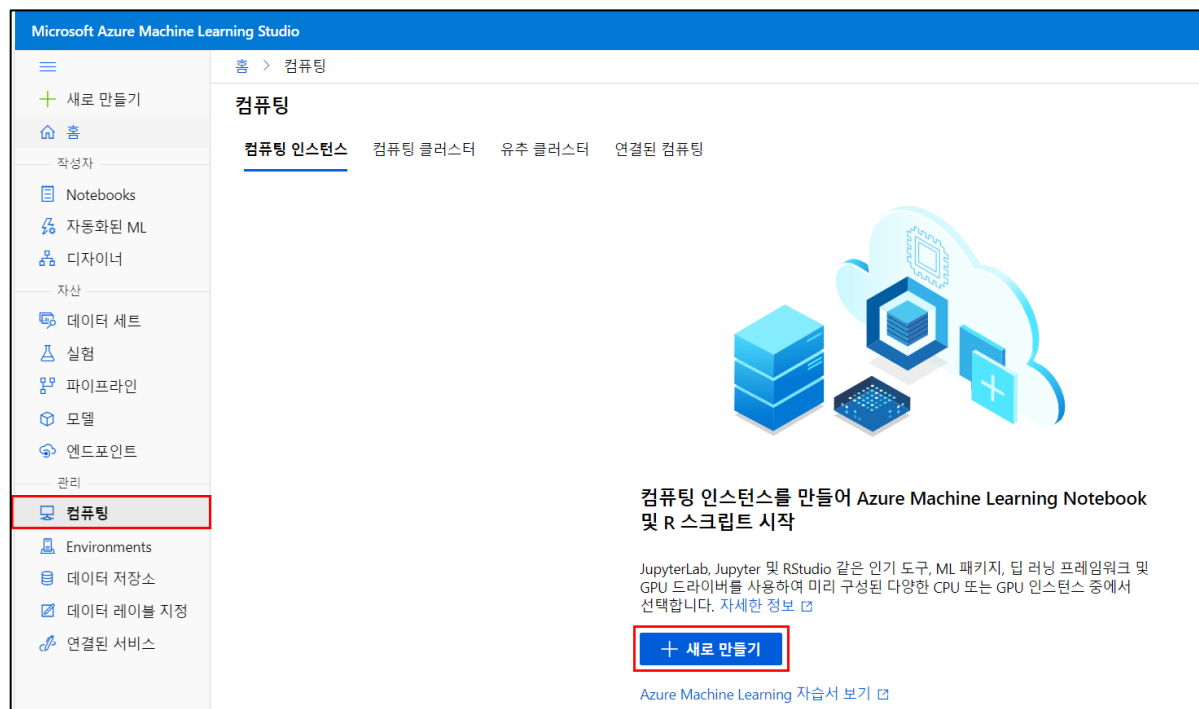 Microsoft Azure Machine Learning Studio
홈 > 컴퓨팅
새로 만들기
홈
작성자
Notebooks
자동화된 ML
디자이너
자산
데이터 세트
실험
파이프라인
모델
엔드포인트
관리
컴퓨팅
Environments
데이터 저장소
데이터 레이블 지정
연결된 서비스
컴퓨팅
컴퓨팅 인스턴스 컴퓨팅 클러스터 유추 클러스터 연결된 컴퓨팅
컴퓨팅 인스턴스를 만들어 Azure Machine Learning Notebook
및 R 스크립트 시작
JupyterLab, Jupyter 및 RStudio 같은 인기 도구, ML 패키지, 딥 러닝 프레임워크 및
GPU 드라이버를 사용하여 미리 구성된 다양한 CPU 또는 GPU 인스턴스 중에서
선택합니다. 자세한 정보
새로 만들기
Azure Machine Learning 자습서 보기